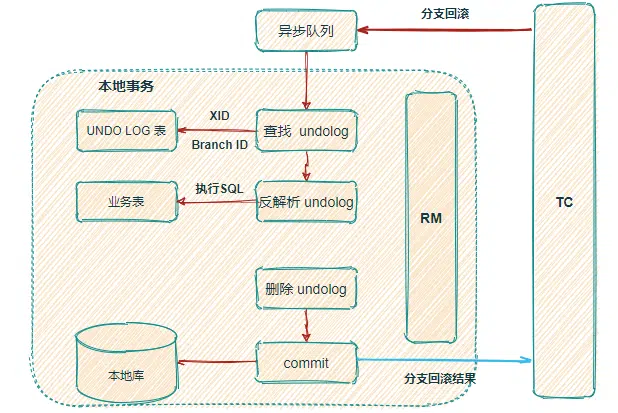 分支回滚
异步队列
本地事务
XID
UNDO LOG 表
查找 undolog
Branch ID
执行SQL
业务表
反解析 undolog
RM
TC
删除 undolog
commit
本地库
分支回滚结果